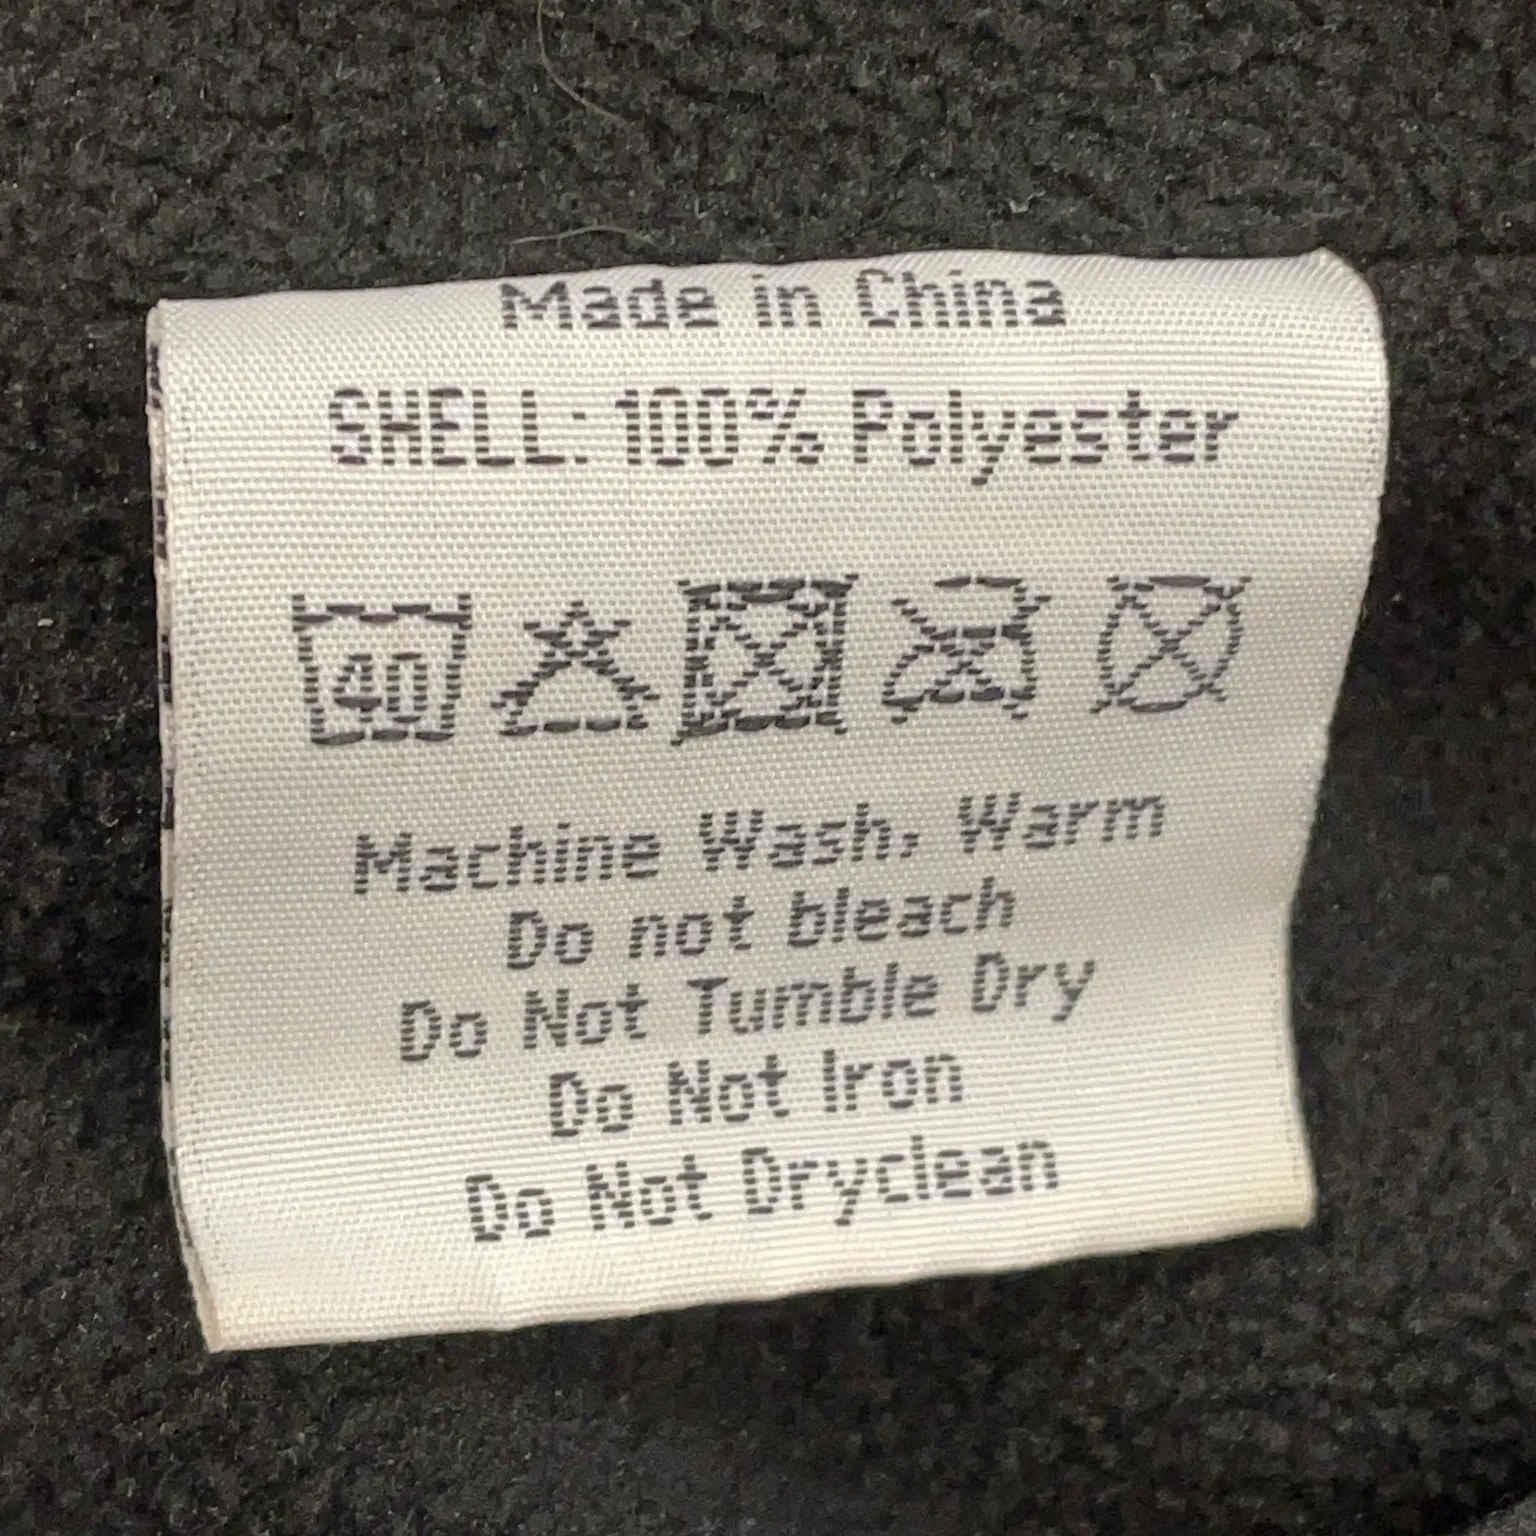 Made in China
SHELL: 100% Polyester
40
Machine Wash, Warm
Do not bleach
Do Not Tumble Dry
Do Not Iron
Do Not Dryclean